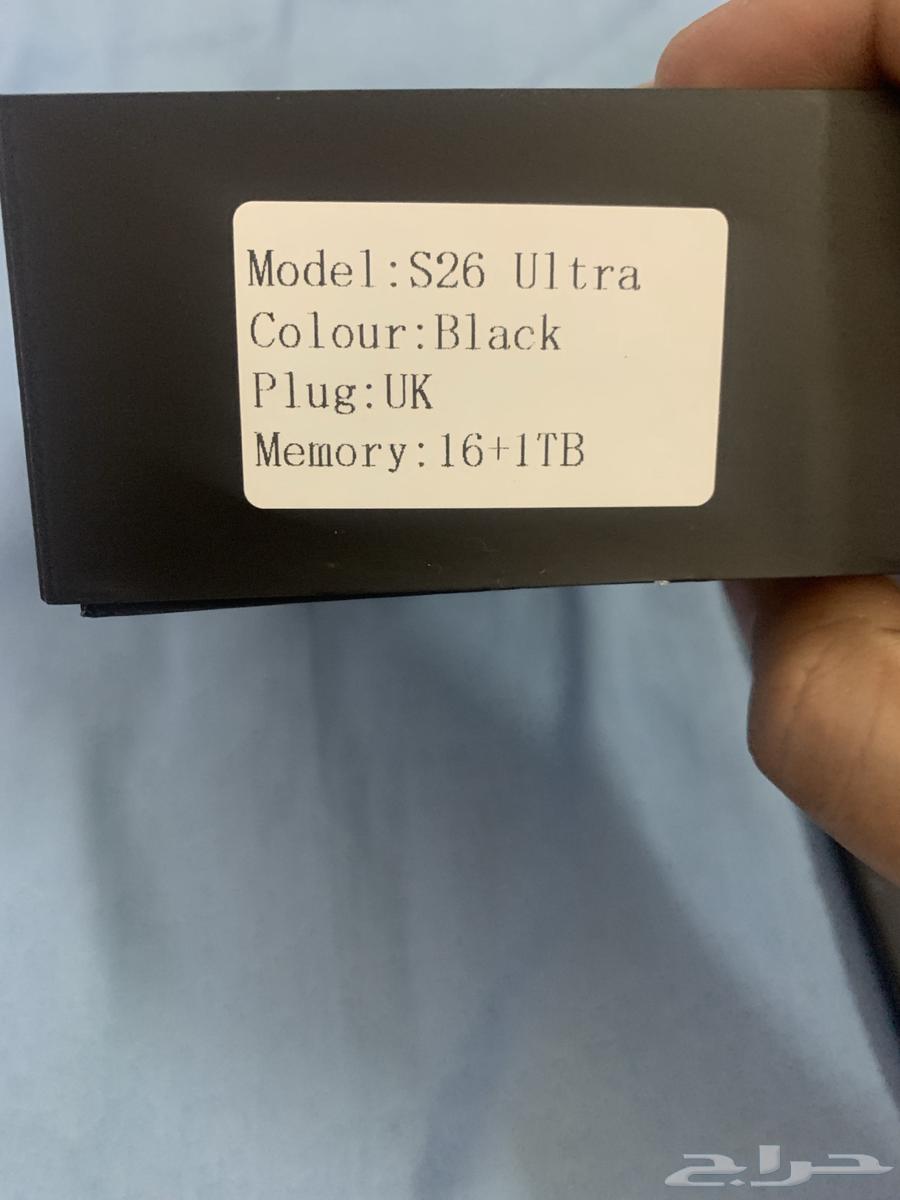 Model:S26 Ultra
Colour:Black
Plug:UK
Memory:16+1TB
حراج